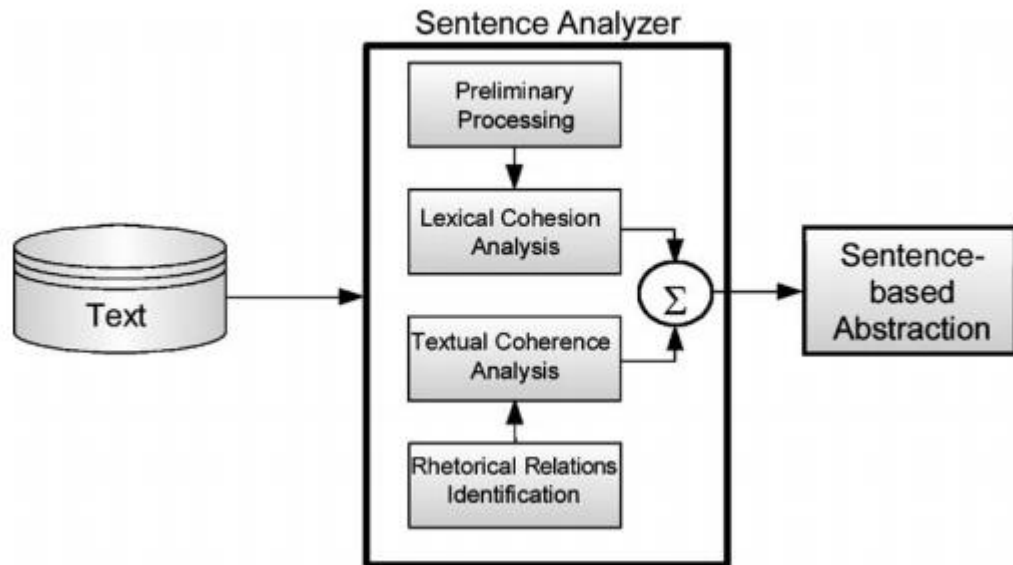 Sentence Analyzer
Preliminary
Processing
Lexical Cohesion
Analysis
Text
Σ
Sentence-
based
Abstraction
Textual Coherence
Analysis
Rhetorical Relations
Identification